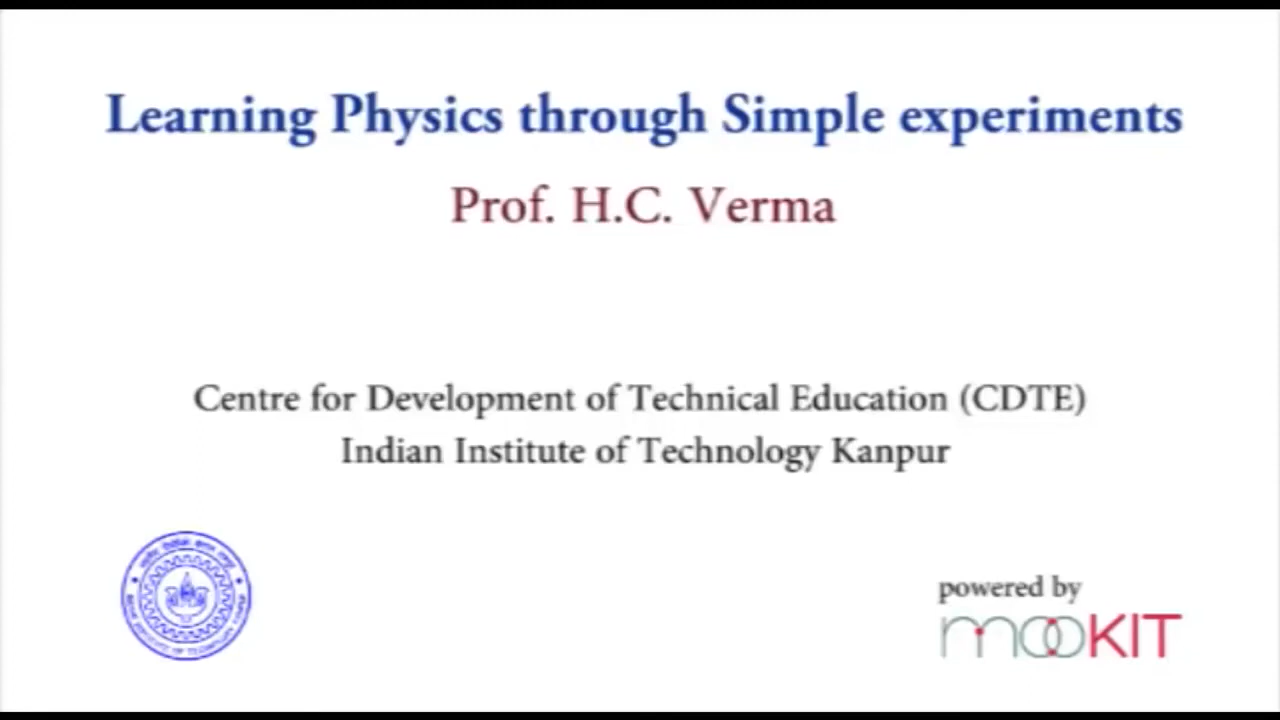 Learning Physics through Simple experiments
Prof. H.C. Verma
Centre for Development of Technical Education (CDTE)
Indian Institute of Technology Kanpur
powered by
mooKIT